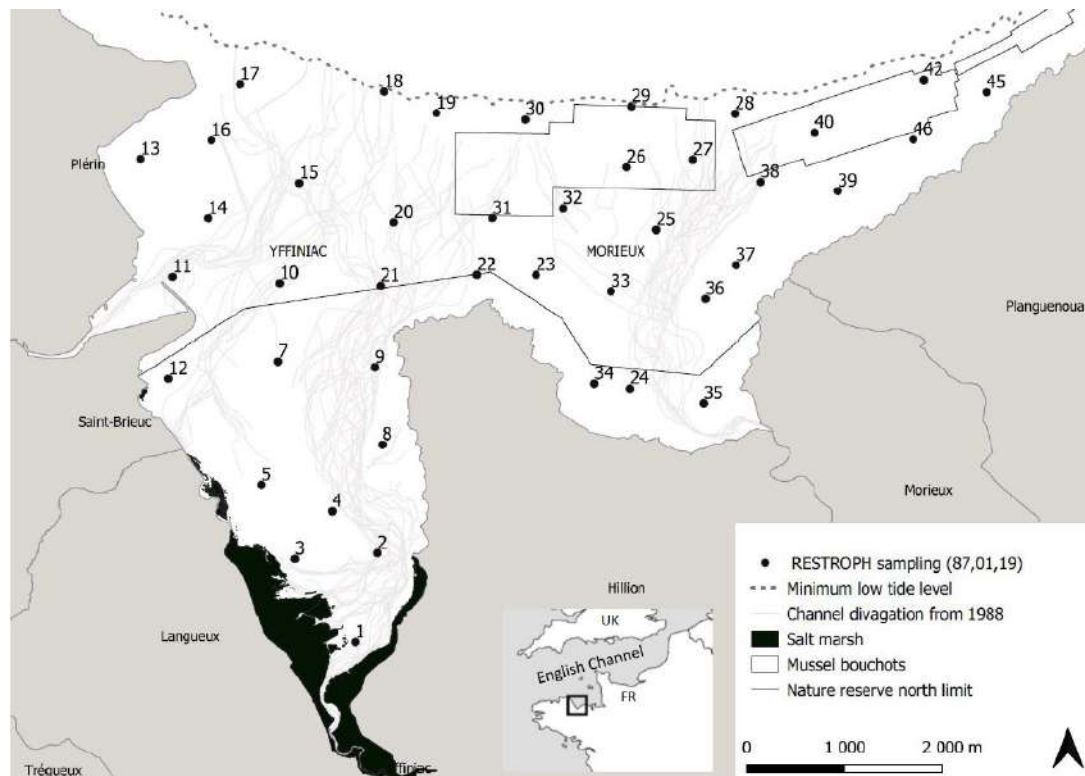 17
18
19
30
29
28
42
45
40
46
16
13
Plérin
27
26
38
39
15
32
14
20
31
25
YFFINIAC
MORIEUX
11
10
21
22
23
37
33
36
Planguenoua
7
9
12
34
24
35
Saint-Brieuc
8
5
4
Morieux
3
2
Hillion
Langueux
1
Trégueux
ffiniac
UK
English Channel
FR
RESTROPH sampling (87,01,19)
Minimum low tide level
Channel divagation from 1988
Salt marsh
Mussel bouchots
Nature reserve north limit
0 1 000 2 000 m